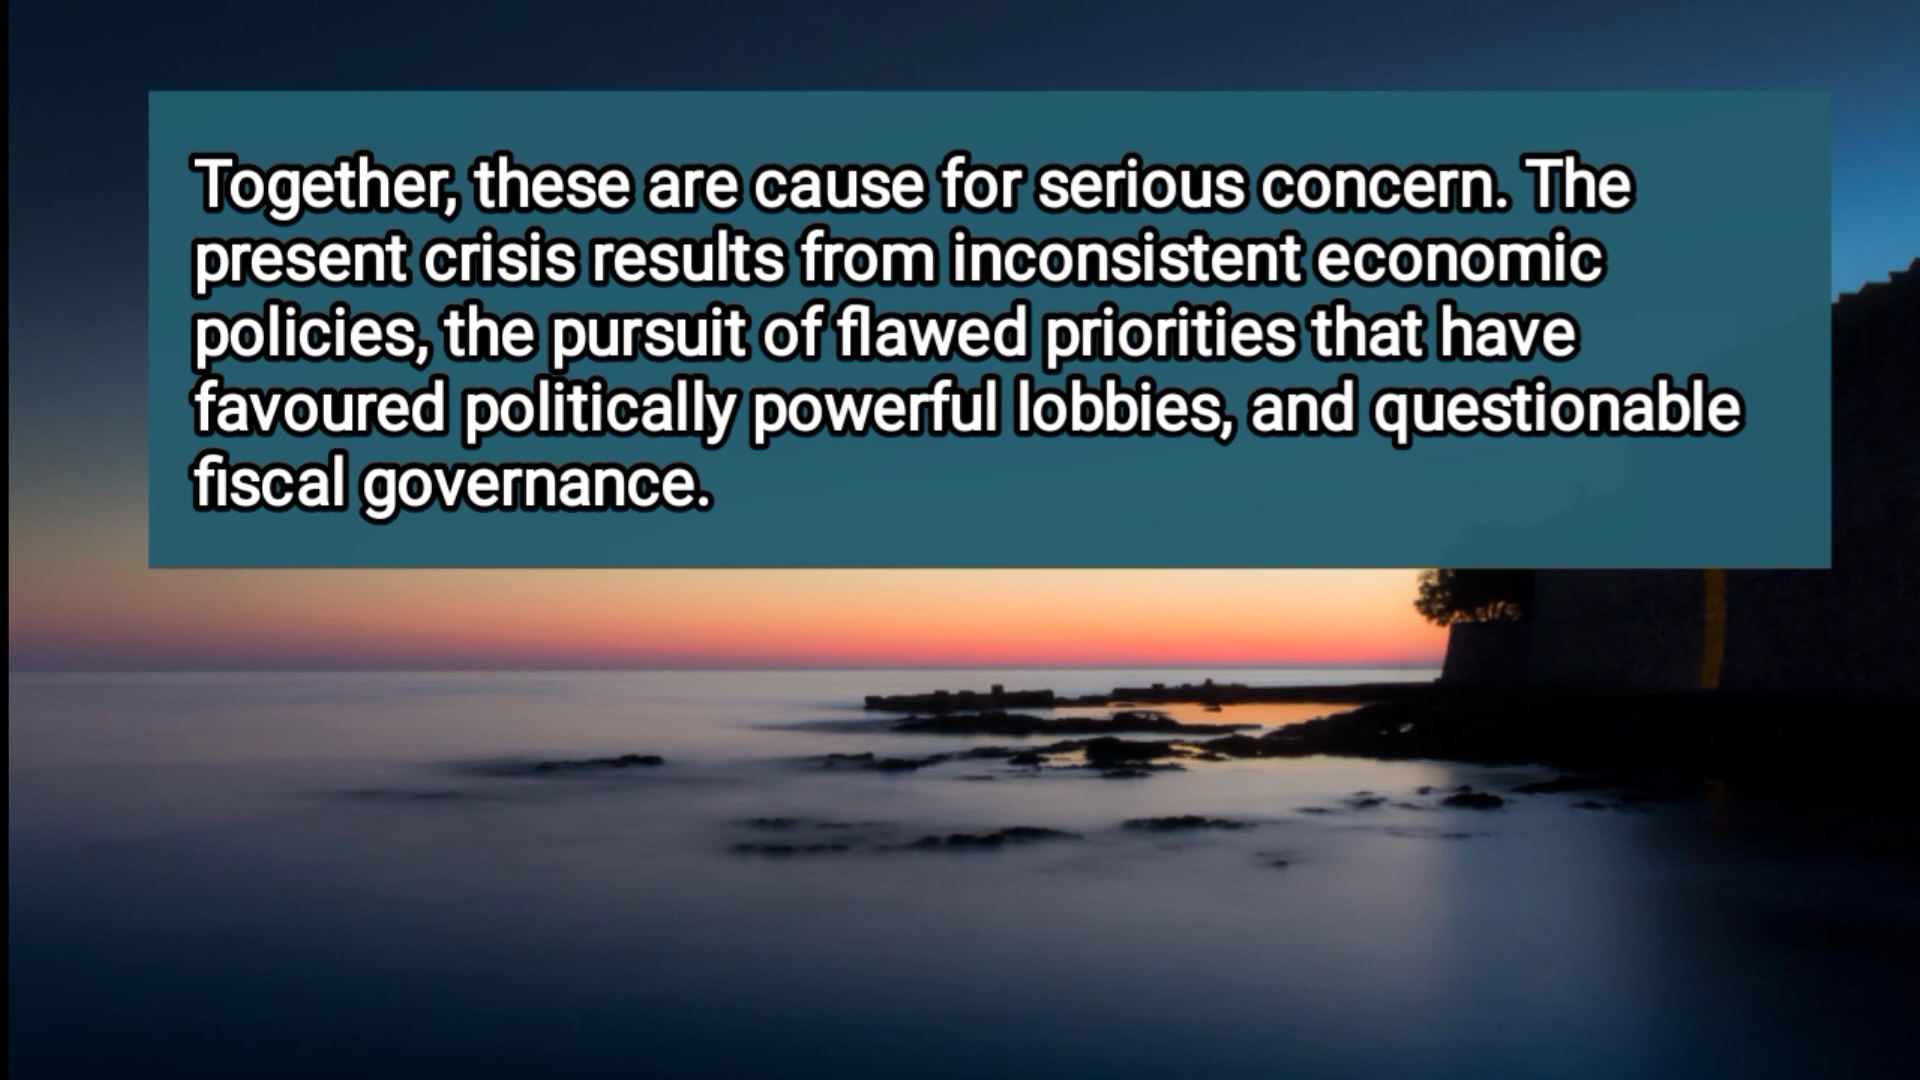 Together, these are cause for serious concern. The
present crisis results from inconsistent economic
policies, the pursuit of flawed priorities that have
favoured politically powerful lobbies, and questionable
fiscal governance.